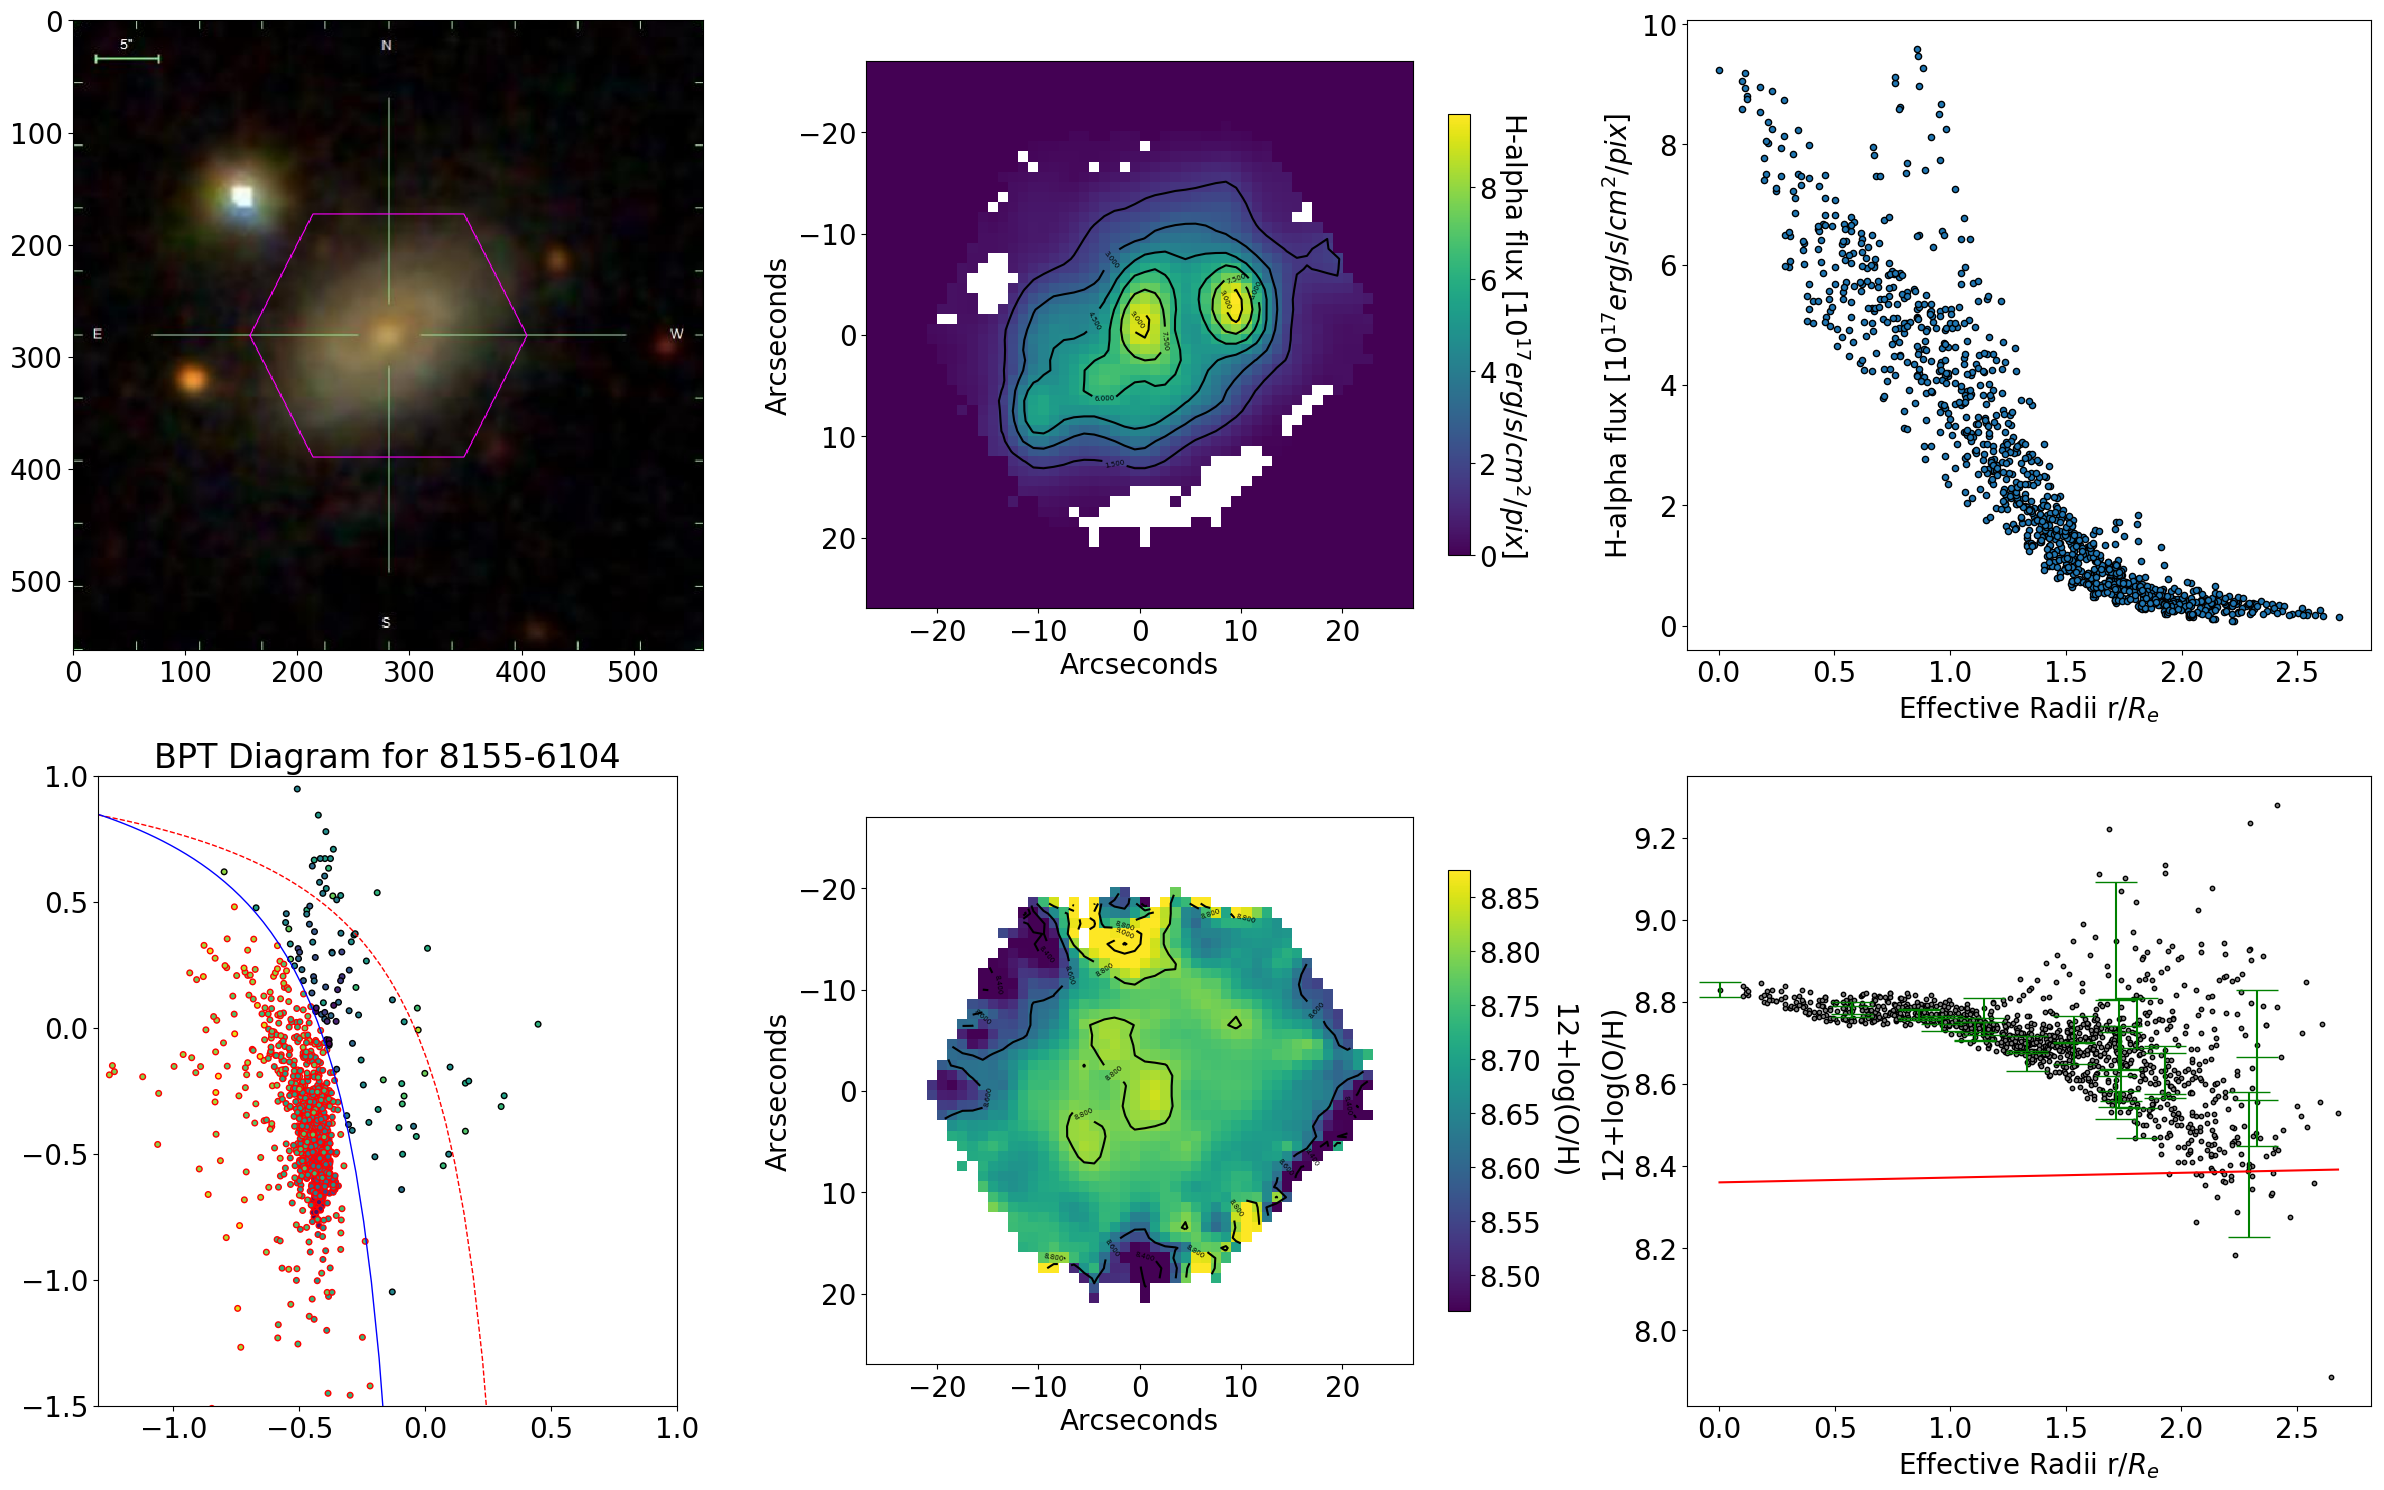 0
100
200
300
400
500
5"
N
E
W
S
0 100 200 300 400 500
Arcseconds
−20
−10
0
10
20
−20 −10 0 10 20
Arcseconds
8
6
4
2
0
H-alpha flux [10^17 erg/s/cm^2/pix]
H-alpha flux [10^17 erg/s/cm^2/pix]
10
8
6
4
2
0
0.0 0.5 1.0 1.5 2.0 2.5
Effective Radii r/R_e
BPT Diagram for 8155-6104
1.0
0.5
0.0
−0.5
−1.0
−1.5
−1.0 −0.5 0.0 0.5 1.0
Arcseconds
−20
−10
0
10
20
−20 −10 0 10 20
Arcseconds
8.85
8.80
8.75
8.70
8.65
8.60
8.55
8.50
12+log(O/H)
12+log(O/H)
9.2
9.0
8.8
8.6
8.4
8.2
8.0
0.0 0.5 1.0 1.5 2.0 2.5
Effective Radii r/R_e